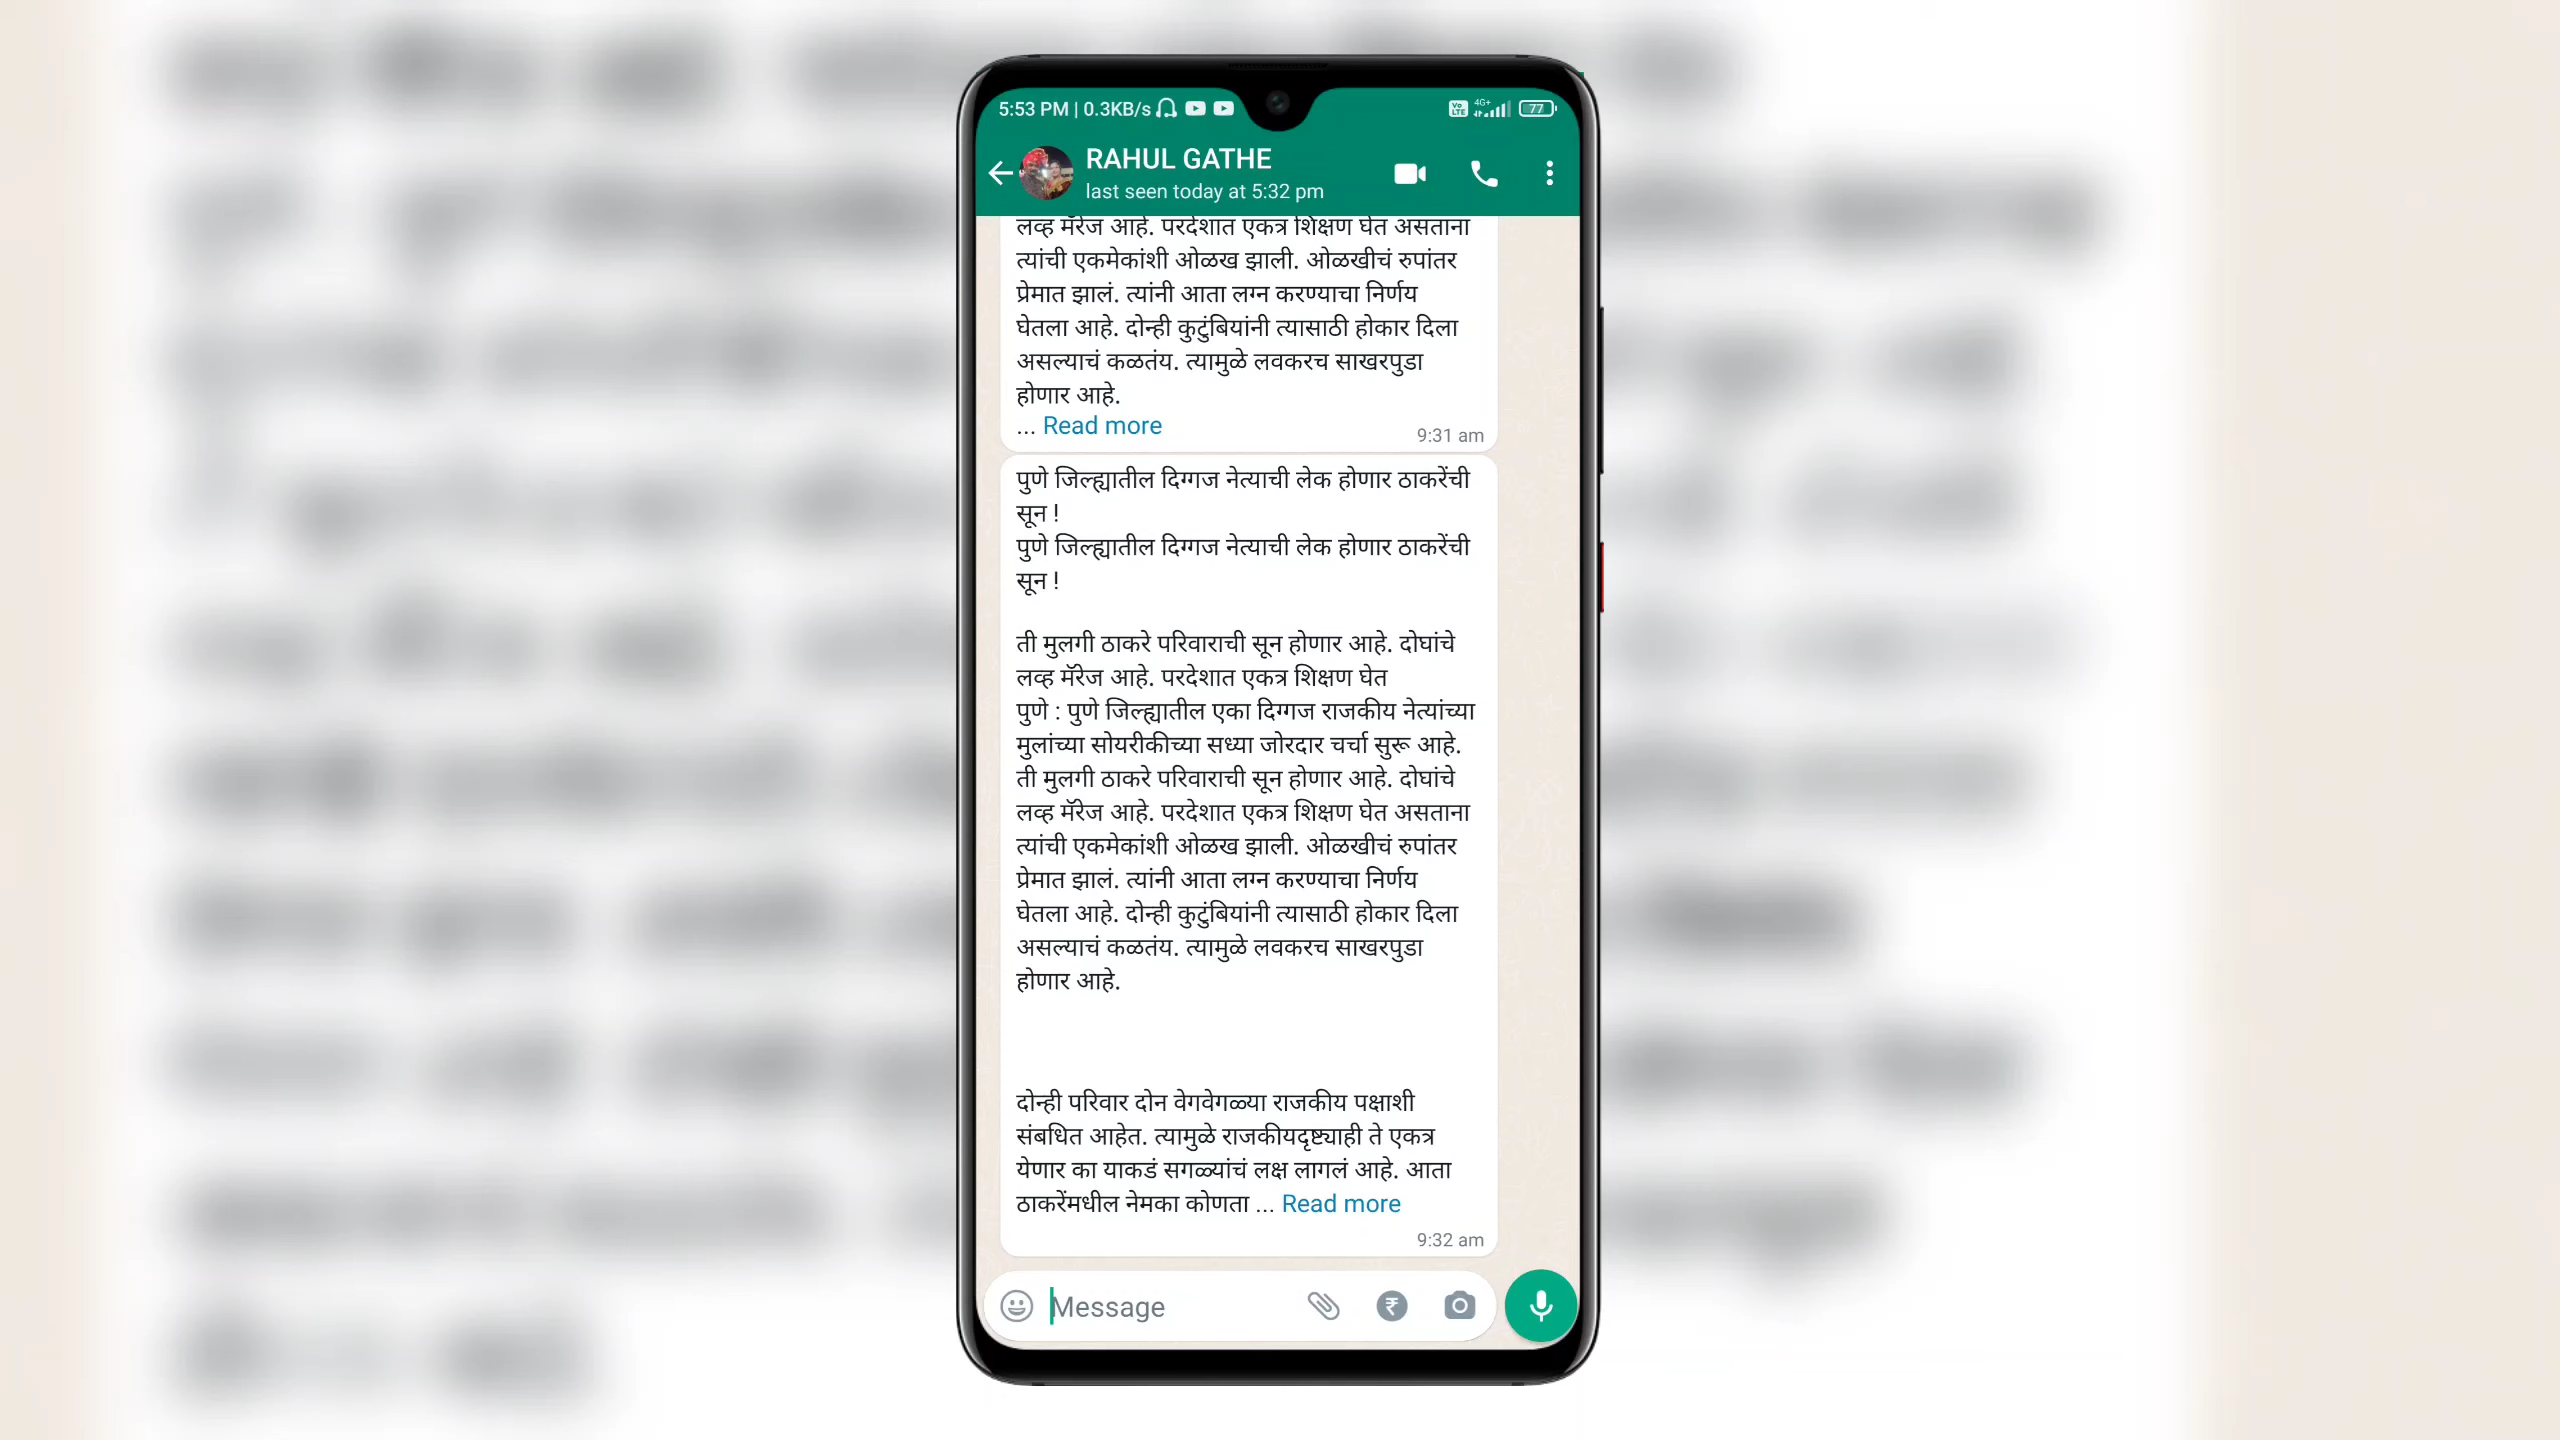 5:53 PM | 0.3KB/s
Vo
LTE
4G+
77
RAHUL GATHE
last seen today at 5:32 pm
लव्ह मॅरेज आहे. परदेशात एकत्र शिक्षण घेत असताना
त्यांची एकमेकांशी ओळख झाली. ओळखीचं रुपांतर
प्रेमात झालं. त्यांनी आता लग्न करण्याचा निर्णय
घेतला आहे. दोन्ही कुटुंबियांनी त्यासाठी होकार दिला
असल्याचं कळतंय. त्यामुळे लवकरच साखरपुडा
होणार आहे.
... Read more
9:31 am
पुणे जिल्ह्यातील दिग्गज नेत्याची लेक होणार ठाकरेंची
सून !
पुणे जिल्ह्यातील दिग्गज नेत्याची लेक होणार ठाकरेंची
सून !
ती मुलगी ठाकरे परिवाराची सून होणार आहे. दोघांचे
लव्ह मॅरेज आहे. परदेशात एकत्र शिक्षण घेत
पुणे : पुणे जिल्ह्यातील एका दिग्गज राजकीय नेत्यांच्या
मुलांच्या सोयरीकीच्या सध्या जोरदार चर्चा सुरू आहे.
ती मुलगी ठाकरे परिवाराची सून होणार आहे. दोघांचे
लव्ह मॅरेज आहे. परदेशात एकत्र शिक्षण घेत असताना
त्यांची एकमेकांशी ओळख झाली. ओळखीचं रुपांतर
प्रेमात झालं. त्यांनी आता लग्न करण्याचा निर्णय
घेतला आहे. दोन्ही कुटुंबियांनी त्यासाठी होकार दिला
असल्याचं कळतंय. त्यामुळे लवकरच साखरपुडा
होणार आहे.
दोन्ही परिवार दोन वेगवेगळ्या राजकीय पक्षाशी
संबधित आहेत. त्यामुळे राजकीयदृष्ट्याही ते एकत्र
येणार का याकडं सगळ्यांचं लक्ष लागलं आहे. आता
ठाकरेंमधील नेमका कोणता ... Read more
9:32 am
Message